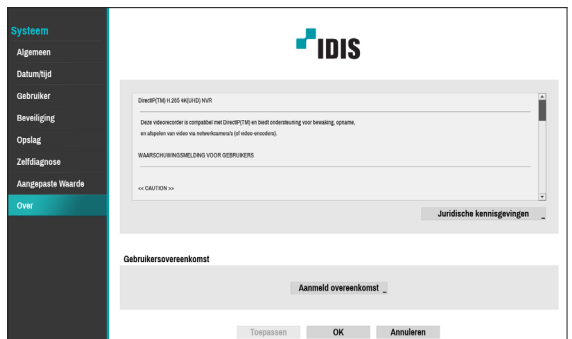 Systeem
Algemeen
Datum/tijd
Gebruiker
Beveiliging
Opslag
Zelfdiagnose
Aangepaste Waarde
Over
IDIS
DirectIP(TM) H.265 4K(UHD) NVR
Deze videorecorder is compatibel met DirectIP(TM) en biedt ondersteuning voor bewaking, opname,
en afspelen van video via netwerkcamera's (of video-encoders).
WAARSCHUWINGSMELDING VOOR GEBRUIKERS
<< CAUTION >>
Juridische kennisgevingen _
Gebruikersovereenkomst
Aanmeld overeenkomst _
Toepassen
OK
Annuleren